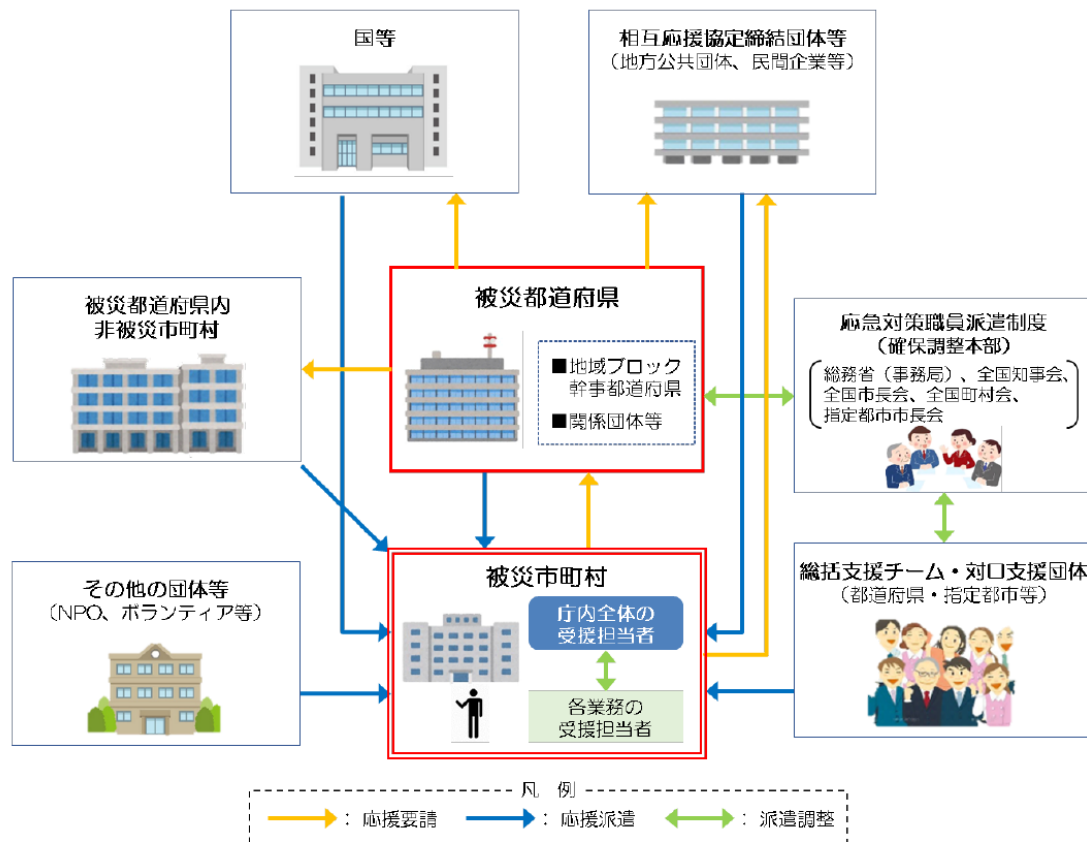 国等
相互応援協定締結団体等
（地方公共団体、民間企業等）
被災都道府県内
非被災市町村
被災都道府県
■地域ブロック
幹事都道府県
■関係団体等
応急対策職員派遣制度
（確保調整本部）
総務省（事務局）、全国知事会、
全国市長会、全国町村会、
指定都市市長会
その他の団体等
（NPO、ボランティア等）
被災市町村
庁内全体の
受援担当者
各業務の
受援担当者
総括支援チーム・対口支援団体
（都道府県・指定都市等）
凡 例
：応援要請
：応援派遣
：派遣調整